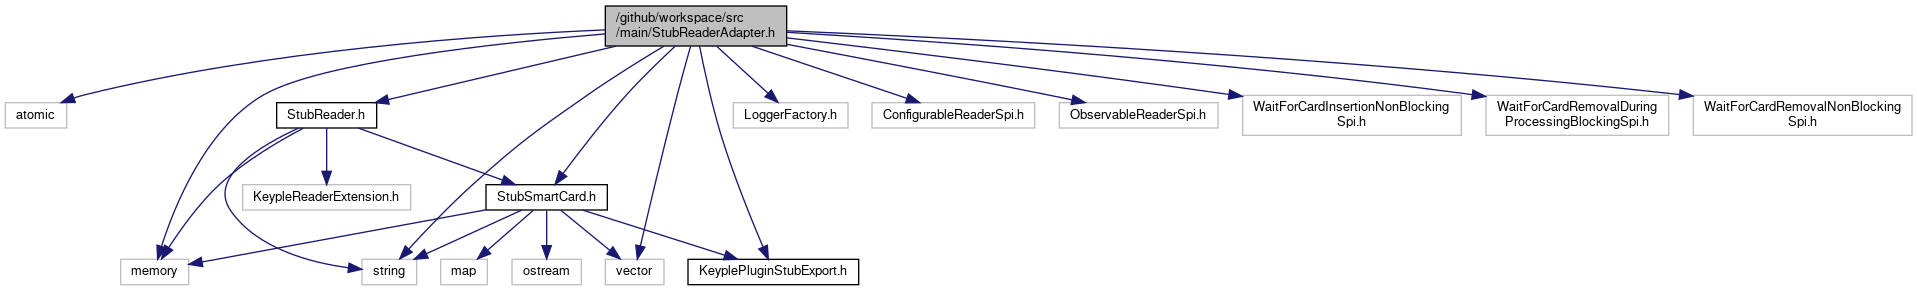 /github/workspace/src
/main/StubReaderAdapter.h
atomic
StubReader.h
LoggerFactory.h
ConfigurableReaderSpi.h
ObservableReaderSpi.h
WaitForCardInsertionNonBlocking
Spi.h
WaitForCardRemovalDuring
ProcessingBlockingSpi.h
WaitForCardRemovalNonBlocking
Spi.h
KeypleReaderExtension.h
StubSmartCard.h
memory
string
map
ostream
vector
KeyplePluginStubExport.h